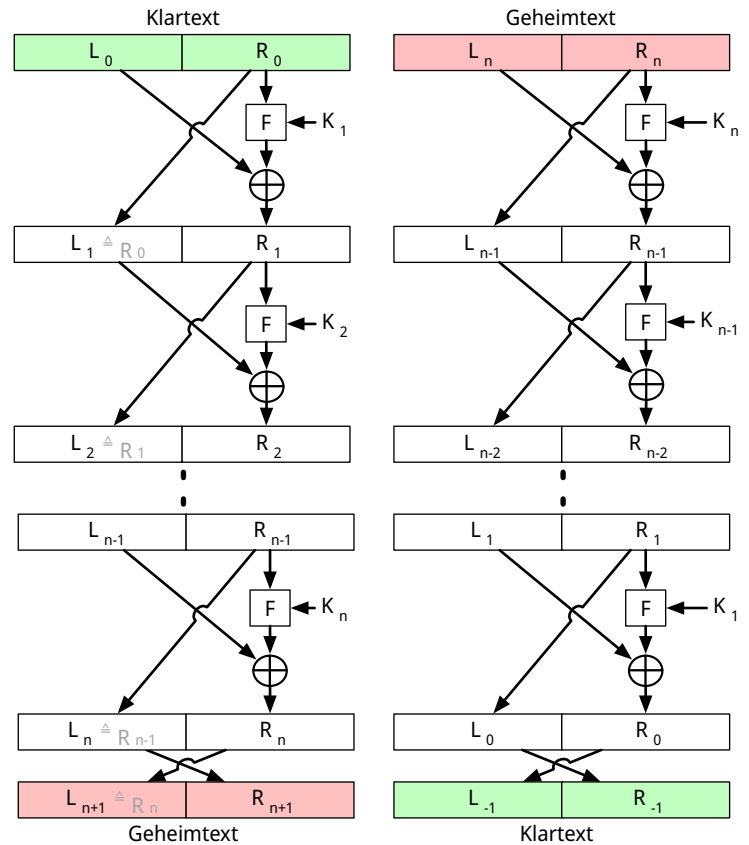 Klartext
L 0 R 0
F K 1
L 1 ≙ R 0 R 1
F K 2
L 2 ≙ R 1 R 2
L n-1 R n-1
F K n
L n ≙ R n-1 R n
L n+1 ≙ R n R n+1
Geheimtext
Geheimtext
L n R n
F K n
L n-1 R n-1
F K n-1
L n-2 R n-2
L 1 R 1
F K 1
L 0 R 0
L -1 R -1
Klartext